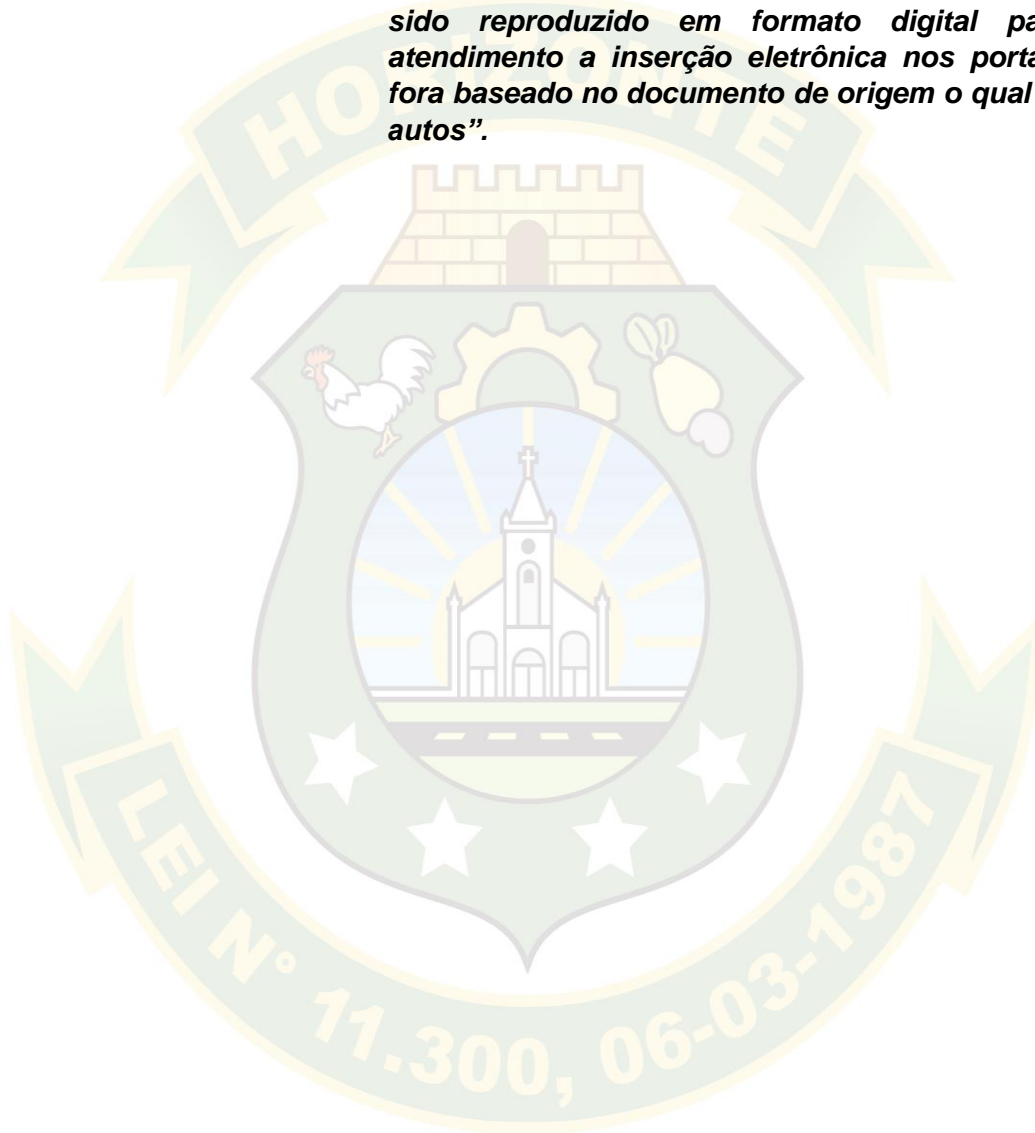 sido reproduzido em formato digital pa
atendimento a inserção eletrônica nos porta
fora baseado no documento de origem o qual
autos”.
HORIZONTE
LEI N° 11.300, 06-03-1987